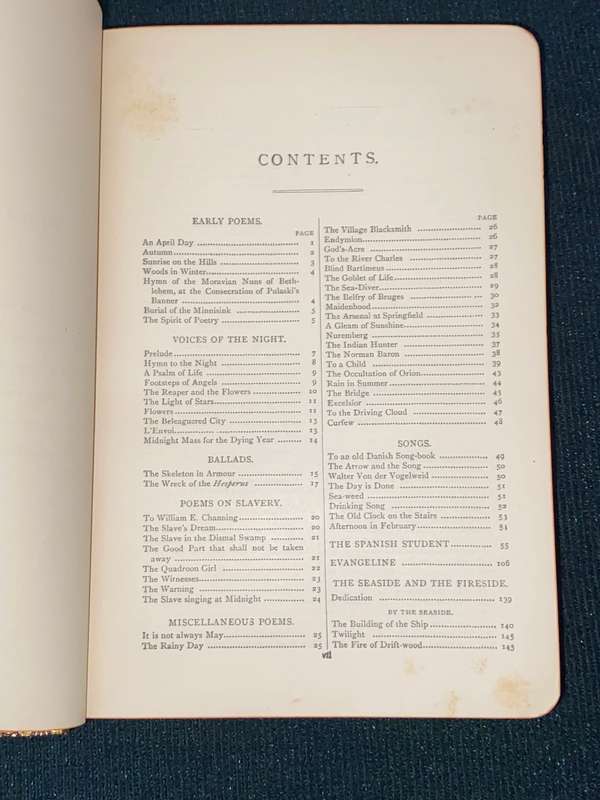 CONTENTS.
EARLY POEMS.
PAGE
An April Day 1
Autumn 2
Sunrise on the Hills 3
Woods in Winter 4
Hymn of the Moravian Nuns of Beth-
lehem, at the Consecration of Pulaski's
Banner 4
Burial of the Minnisink 5
The Spirit of Poetry 5
VOICES OF THE NIGHT.
Prelude 7
Hymn to the Night 8
A Psalm of Life 9
Footsteps of Angels 9
The Reaper and the Flowers 10
The Light of Stars 11
Flowers 11
The Beleaguered City 13
L'Envoi 13
Midnight Mass for the Dying Year 14
BALLADS.
The Skeleton in Armour 15
The Wreck of the Hesperus 17
POEMS ON SLAVERY.
To William E. Channing 20
The Slave's Dream 20
The Slave in the Dismal Swamp 21
The Good Part that shall not be taken
away 21
The Quadroon Girl 22
The Witnesses 23
The Warning 23
The Slave singing at Midnight 24
MISCELLANEOUS POEMS.
It is not always May 25
The Rainy Day 25
PAGE
The Village Blacksmith 26
Endymion 26
God's-Acre 27
To the River Charles 27
Blind Bartimeus 28
The Goblet of Life 28
The Sea-Diver 29
The Belfry of Bruges 30
Maidenhood 32
The Arsenal at Springfield 33
A Gleam of Sunshine 34
Nuremberg 35
The Indian Hunter 37
The Norman Baron 38
To a Child 39
The Occultation of Orion 43
Rain in Summer 44
The Bridge 45
Excelsior 46
To the Driving Cloud 47
Curfew 48
SONGS.
To an old Danish Song-book 49
The Arrow and the Song 50
Walter Von der Vogelweid 50
The Day is Done 51
Sea-weed 51
Drinking Song 52
The Old Clock on the Stairs 53
Afternoon in February 54
THE SPANISH STUDENT 55
EVANGELINE 106
THE SEASIDE AND THE FIRESIDE.
Dedication 139
BY THE SEASIDE.
The Building of the Ship 140
Twilight 145
The Fire of Drift-wood 145
vii